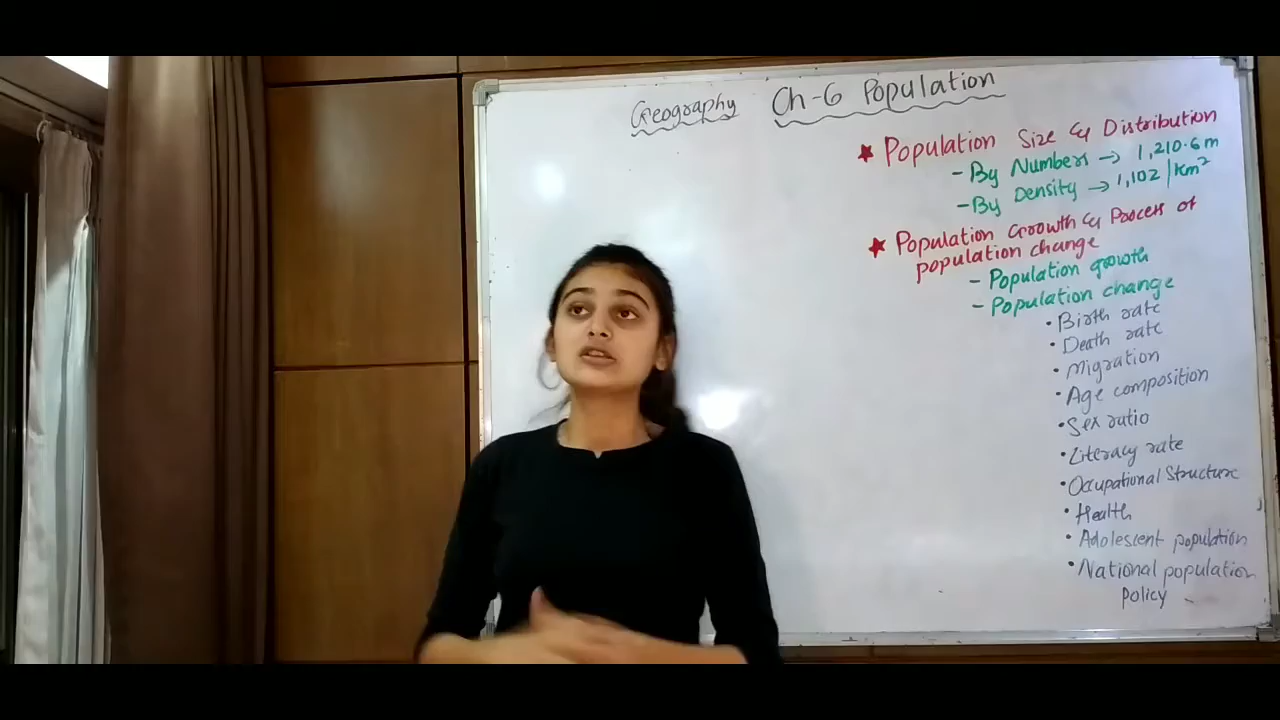 Geography Ch-6 Population
★ Population Size & Distribution
- By Numbers → 1,210.6 m
- By Density → 1,102 / Km²
★ Population Growth & Process of
population change
- Population growth
- Population change
• Birth rate
• Death rate
• Migration
• Age composition
• Sex ratio
• Literacy rate
• Occupational Structure
• Health
• Adolescent population
• National population
Policy